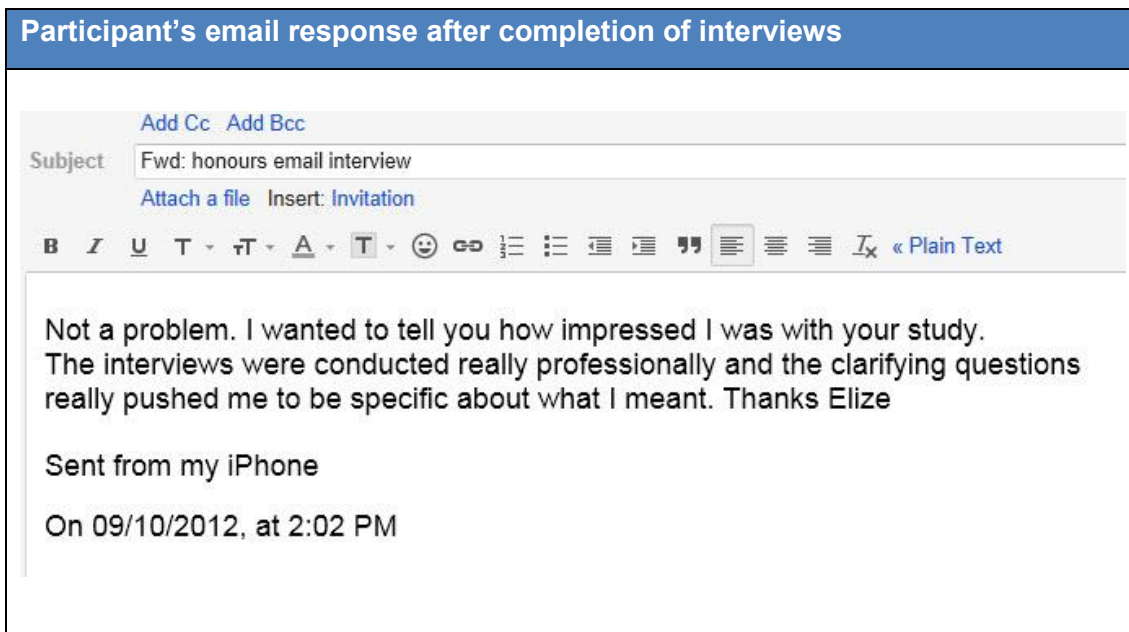 Participant’s email response after completion of interviews
Add Cc Add Bcc
Subject Fwd: honours email interview
Attach a file Insert: Invitation
B I U T T A T Tx « Plain Text
Not a problem. I wanted to tell you how impressed I was with your study.
The interviews were conducted really professionally and the clarifying questions
really pushed me to be specific about what I meant. Thanks Elize
Sent from my iPhone
On 09/10/2012, at 2:02 PM